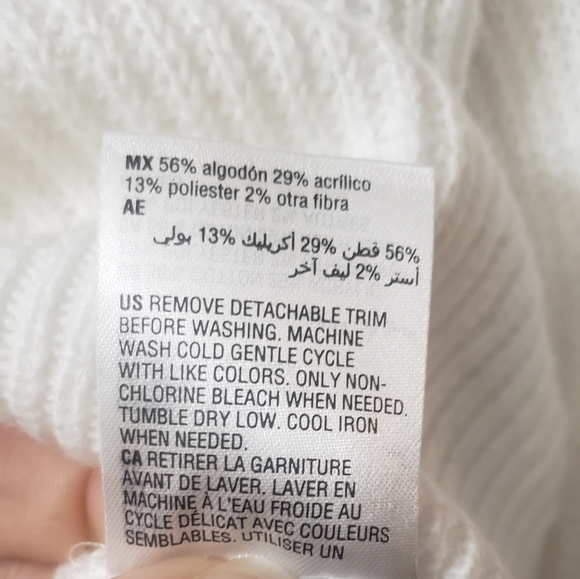 MX 56% algodón 29% acrílico
13% poliester 2% otra fibra
AE
56% قطن 29% أكريليك 13% بولي
أستر 2% ليف آخر
US REMOVE DETACHABLE TRIM
BEFORE WASHING. MACHINE
WASH COLD GENTLE CYCLE
WITH LIKE COLORS. ONLY NON-
CHLORINE BLEACH WHEN NEEDED.
TUMBLE DRY LOW. COOL IRON
WHEN NEEDED.
CA RETIRER LA GARNITURE
AVANT DE LAVER. LAVER EN
MACHINE À L'EAU FROIDE AU
CYCLE DÉLICAT AVEC COULEURS
SEMBLABLES. UTILISER UN